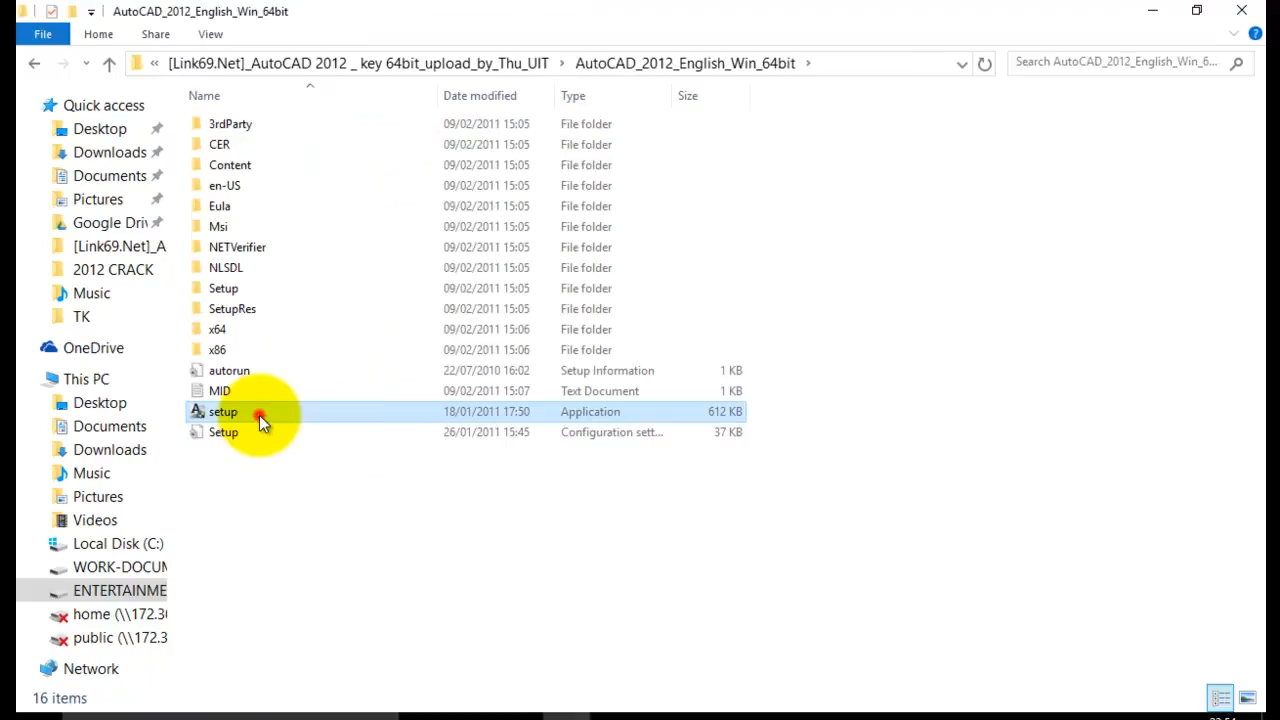 AutoCAD_2012_English_Win_64bit
File Home Share View
« [Link69.Net]_AutoCAD 2012 _ key 64bit_upload_by_Thu_UIT > AutoCAD_2012_English_Win_64bit >
Search AutoCAD_2012_English_Win_6...
Name Date modified Type Size
Quick access
Desktop
Downloads
Documents
Pictures
Google Driv
[Link69.Net]_A
2012 CRACK
Music
TK
OneDrive
This PC
Desktop
Documents
Downloads
Music
Pictures
Videos
Local Disk (C:)
WORK-DOCUM
ENTERTAINME
home (\\172.30
public (\\172.3
Network
3rdParty 09/02/2011 15:05 File folder
CER 09/02/2011 15:05 File folder
Content 09/02/2011 15:05 File folder
en-US 09/02/2011 15:05 File folder
Eula 09/02/2011 15:05 File folder
Msi 09/02/2011 15:05 File folder
NETVerifier 09/02/2011 15:05 File folder
NLSDL 09/02/2011 15:05 File folder
Setup 09/02/2011 15:05 File folder
SetupRes 09/02/2011 15:05 File folder
x64 09/02/2011 15:06 File folder
x86 09/02/2011 15:06 File folder
autorun 22/07/2010 16:02 Setup Information 1 KB
MID 09/02/2011 15:07 Text Document 1 KB
setup 18/01/2011 17:50 Application 612 KB
Setup 26/01/2011 15:45 Configuration sett... 37 KB
16 items